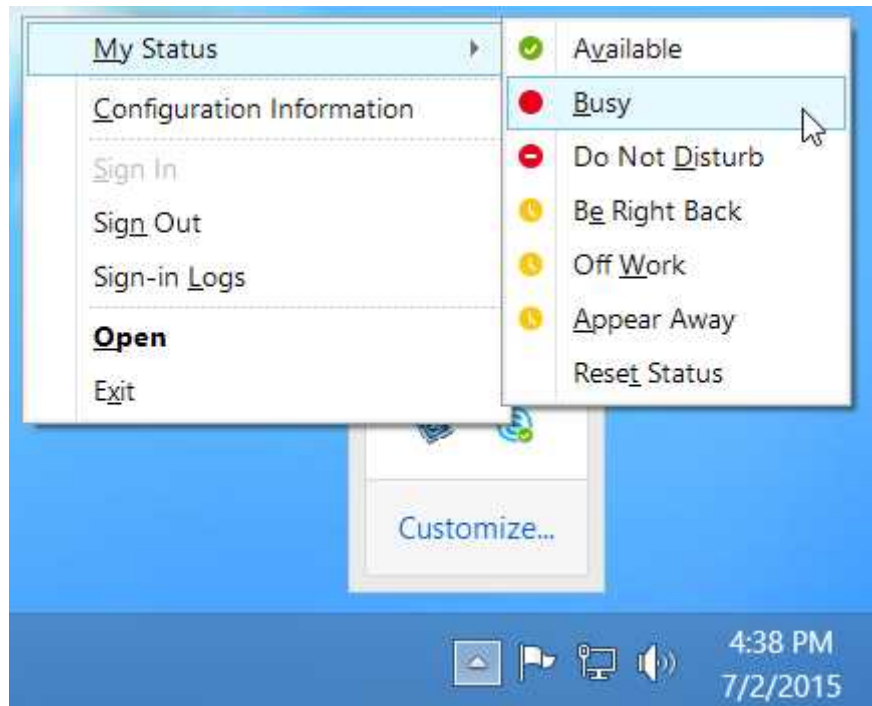 My Status
Configuration Information
Sign In
Sign Out
Sign-in Logs
Open
Exit
Available
Busy
Do Not Disturb
Be Right Back
Off Work
Appear Away
Reset Status
Customize...
4:38 PM
7/2/2015